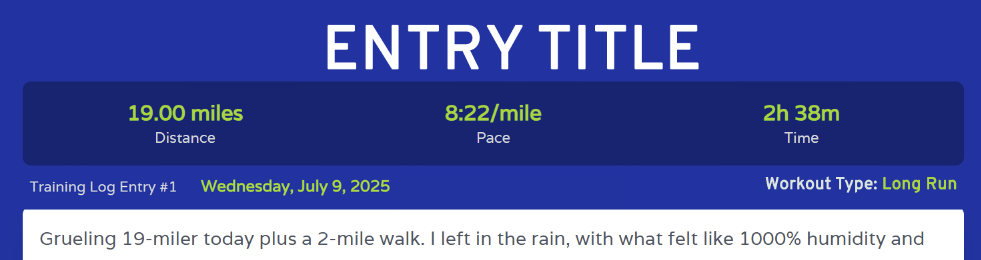 ENTRY TITLE
19.00 miles 8:22/mile 2h 38m
Distance Pace Time
Training Log Entry #1 Wednesday, July 9, 2025 Workout Type: Long Run
Grueling 19-miler today plus a 2-mile walk. I left in the rain, with what felt like 1000% humidity and